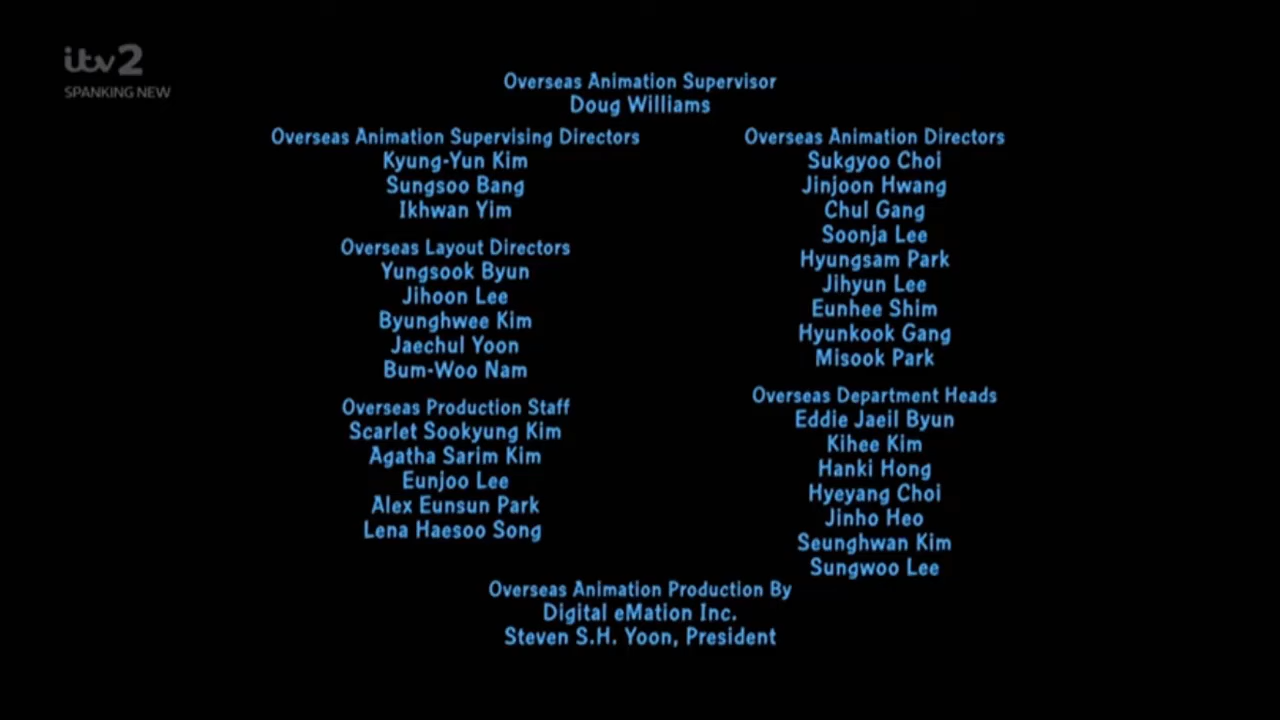 itv2
SPANKING NEW
Overseas Animation Supervisor
Doug Williams
Overseas Animation Supervising Directors
Kyung-Yun Kim
Sungsoo Bang
Ikhwan Yim
Overseas Layout Directors
Yungsook Byun
Jihoon Lee
Byunghwee Kim
Jaechul Yoon
Bum-Woo Nam
Overseas Production Staff
Scarlet Sookyung Kim
Agatha Sarim Kim
Eunjoo Lee
Alex Eunsun Park
Lena Haesoo Song
Overseas Animation Directors
Sukgyoo Choi
Jinjoon Hwang
Chul Gang
Soonja Lee
Hyungsam Park
Jihyun Lee
Eunhee Shim
Hyunkook Gang
Misook Park
Overseas Department Heads
Eddie Jaeil Byun
Kihee Kim
Hanki Hong
Hyeyang Choi
Jinho Heo
Seunghwan Kim
Sungwoo Lee
Overseas Animation Production By
Digital eMation Inc.
Steven S.H. Yoon, President